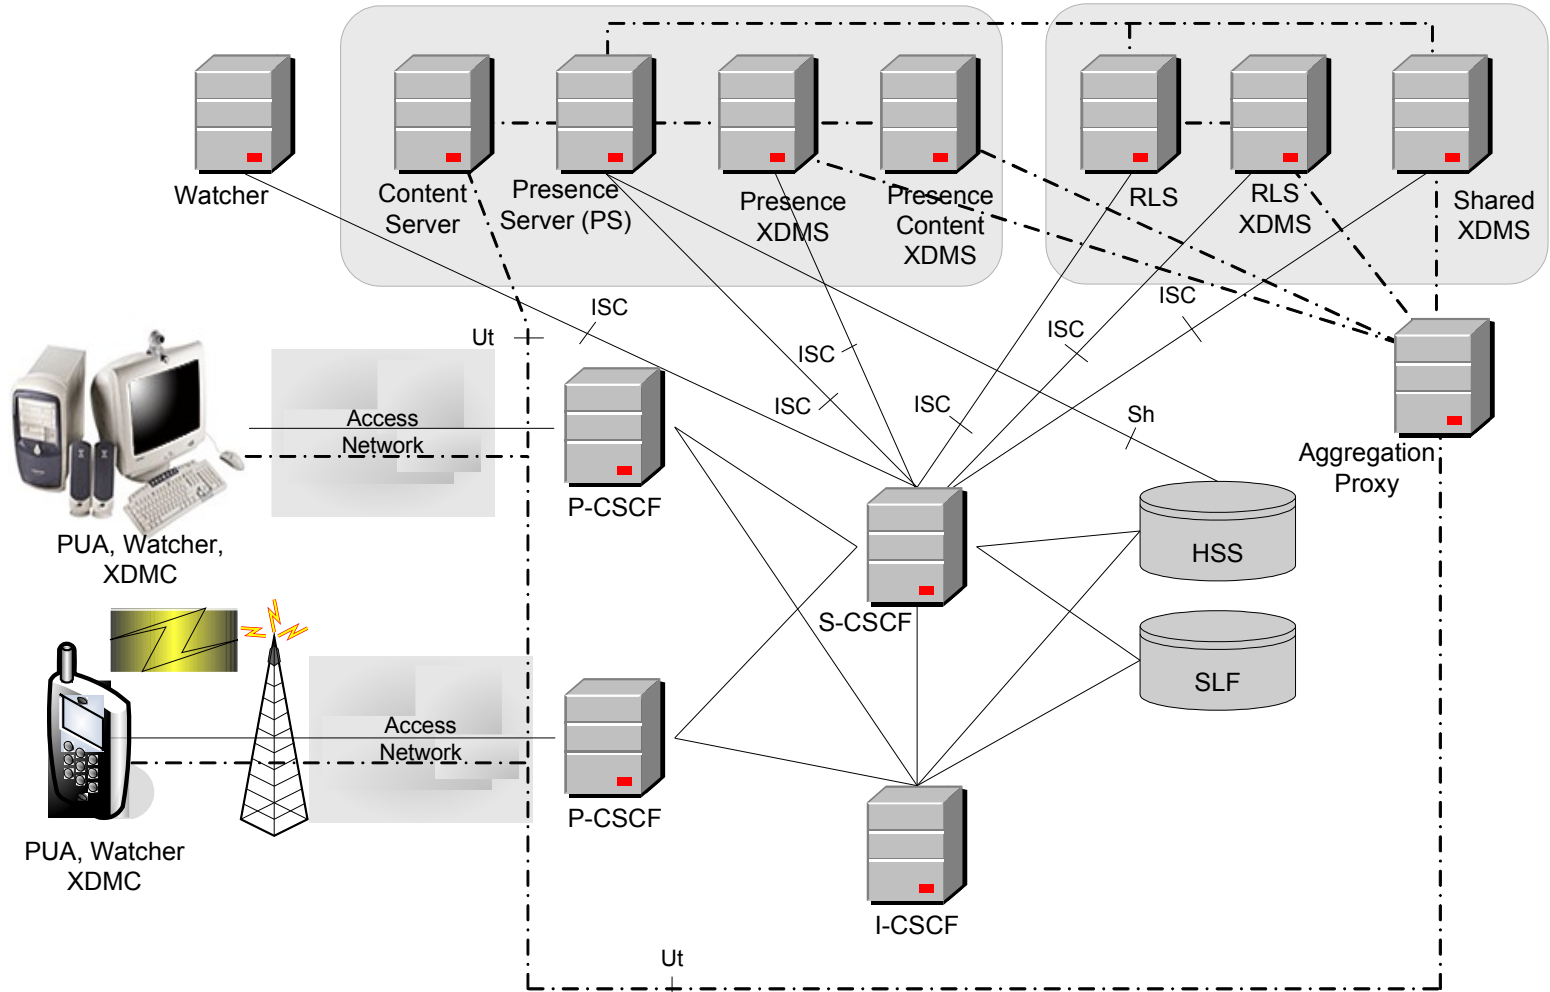 Watcher
Content
Server
Presence
Server (PS)
Presence
XDMS
Presence
Content
XDMS
RLS
RLS
XDMS
Shared
XDMS
ISC
Ut
ISC
ISC
ISC
ISC
ISC
Sh
Access
Network
P-CSCF
Aggregation
Proxy
PUA, Watcher,
XDMC
HSS
S-CSCF
SLF
Access
Network
P-CSCF
PUA, Watcher
XDMC
I-CSCF
Ut